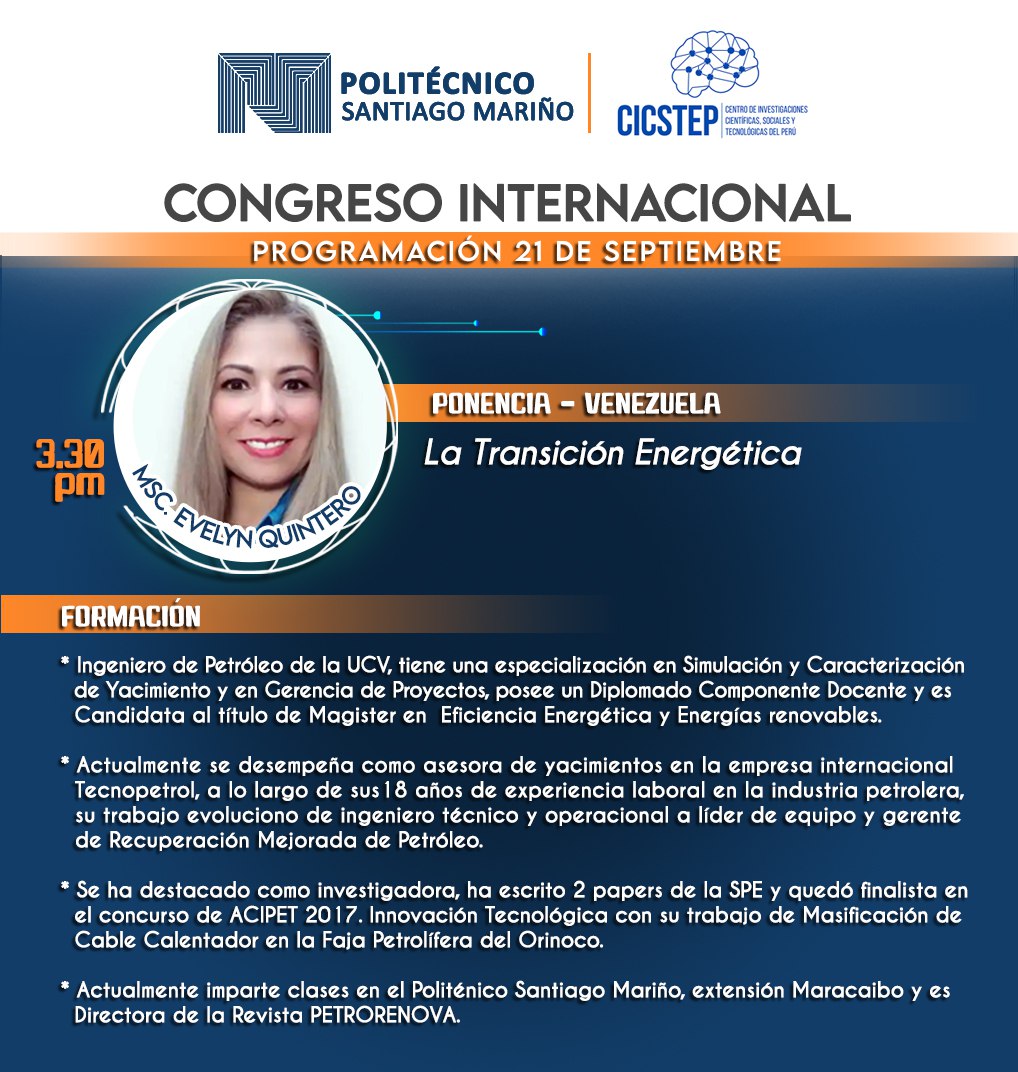 POLITÉCNICO
SANTIAGO MARIÑO
CICSTEP
CENTRO DE INVESTIGACIONES
CIENTÍFICAS, SOCIALES Y
TECNOLÓGICAS DEL PERÚ
CONGRESO INTERNACIONAL
PROGRAMACIÓN 21 DE SEPTIEMBRE
PONENCIA - VENEZUELA
La Transición Energética
3.30
pm
MSC. EVELYN QUINTERO
FORMACIÓN
* Ingeniero de Petróleo de la UCV, tiene una especialización en Simulación y Caracterización
de Yacimiento y en Gerencia de Proyectos, posee un Diplomado Componente Docente y es
Candidata al título de Magister en Eficiencia Energética y Energías renovables.
* Actualmente se desempeña como asesora de yacimientos en la empresa internacional
Tecnopetrol, a lo largo de sus18 años de experiencia laboral en la industria petrolera,
su trabajo evoluciono de ingeniero técnico y operacional a líder de equipo y gerente
de Recuperación Mejorada de Petróleo.
* Se ha destacado como investigadora, ha escrito 2 papers de la SPE y quedó finalista en
el concurso de ACIPET 2017. Innovación Tecnológica con su trabajo de Masificación de
Cable Calentador en la Faja Petrolífera del Orinoco.
* Actualmente imparte clases en el Politénico Santiago Mariño, extensión Maracaibo y es
Directora de la Revista PETRORENOVA.